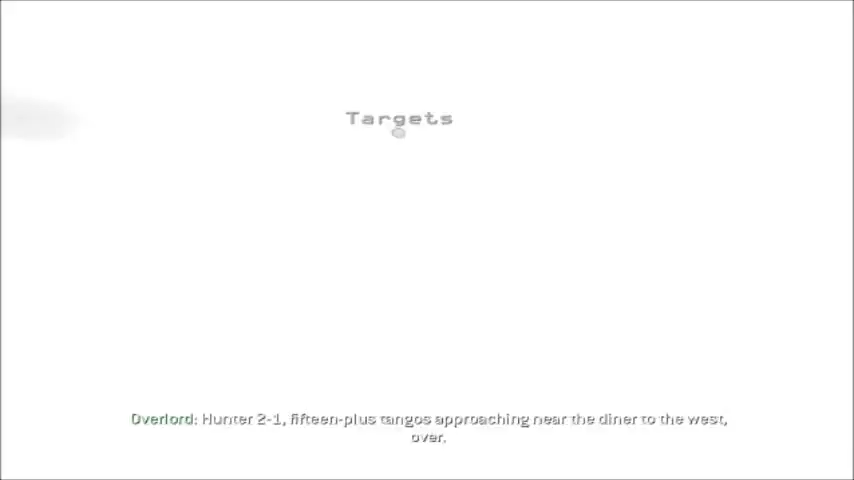 Targets
Overlord: Hunter 2-1, fifteen-plus tangos approaching near the diner to the west,
over.